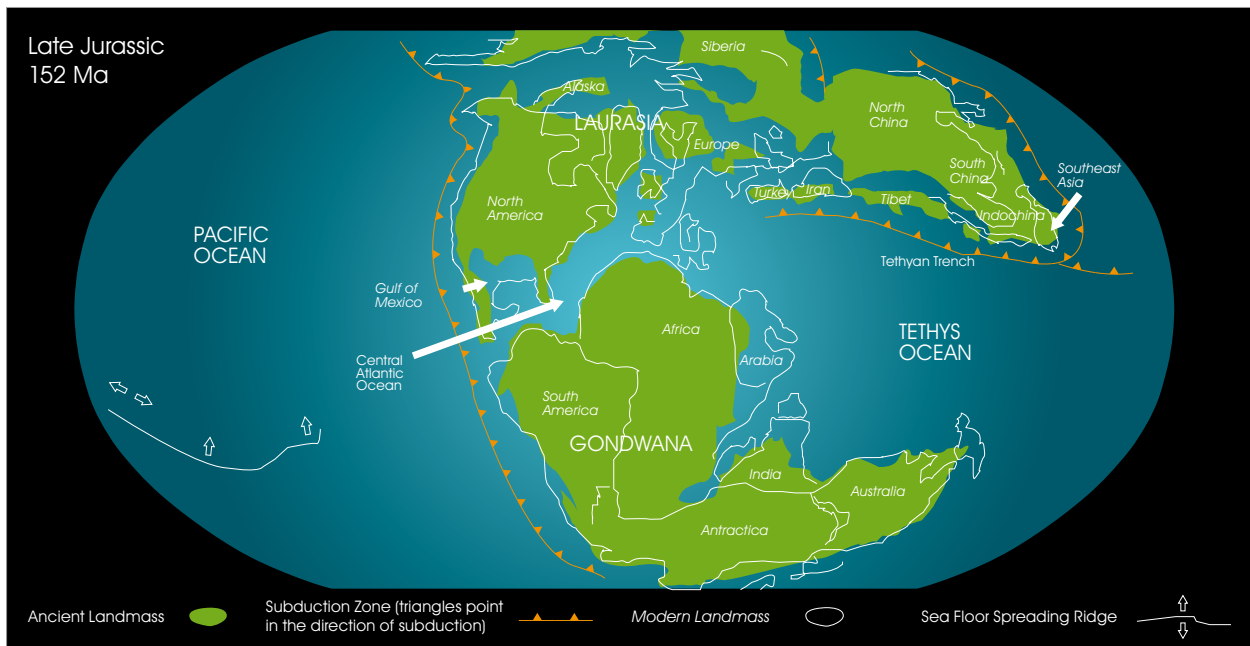 Late Jurassic
152 Ma
Siberia
Alaska
LAURASIA
Europe
North
China
South
China
Southeast
Asia
Turkey
Iran
Tibet
Indochina
North
America
PACIFIC
OCEAN
Tethyan Trench
Gulf of
Mexico
Africa
TETHYS
OCEAN
Arabia
Central
Atlantic
Ocean
South
America
GONDWANA
India
Australia
Antractica
Ancient Landmass
Subduction Zone (triangles point
in the direction of subduction)
Modern Landmass
Sea Floor Spreading Ridge